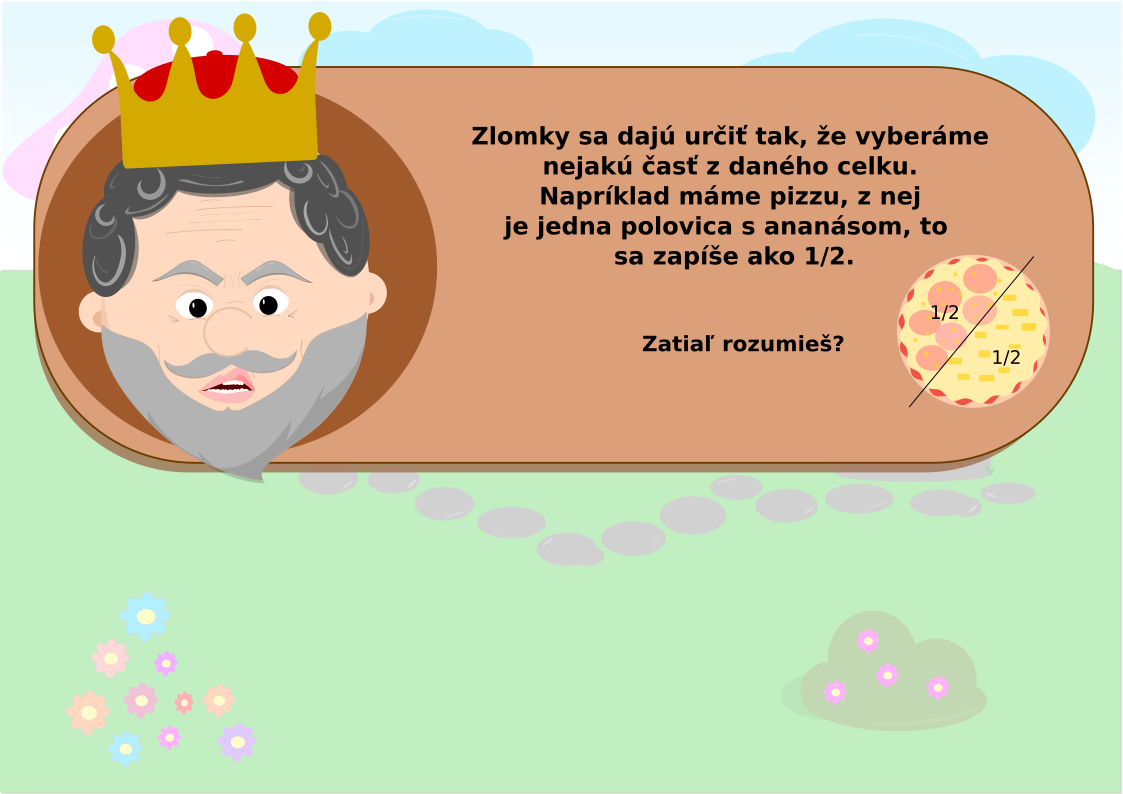 Zlomky sa dajú určiť tak, že vyberáme
nejakú časť z daného celku.
Napríklad máme pizzu, z nej
je jedna polovica s ananásom, to
sa zapíše ako 1/2.
1/2
Zatiaľ rozumieš?
1/2